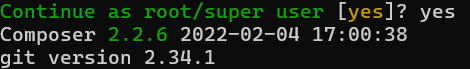 Continue as root/super user [yes]? yes
Composer 2.2.6 2022-02-04 17:00:38
git version 2.34.1